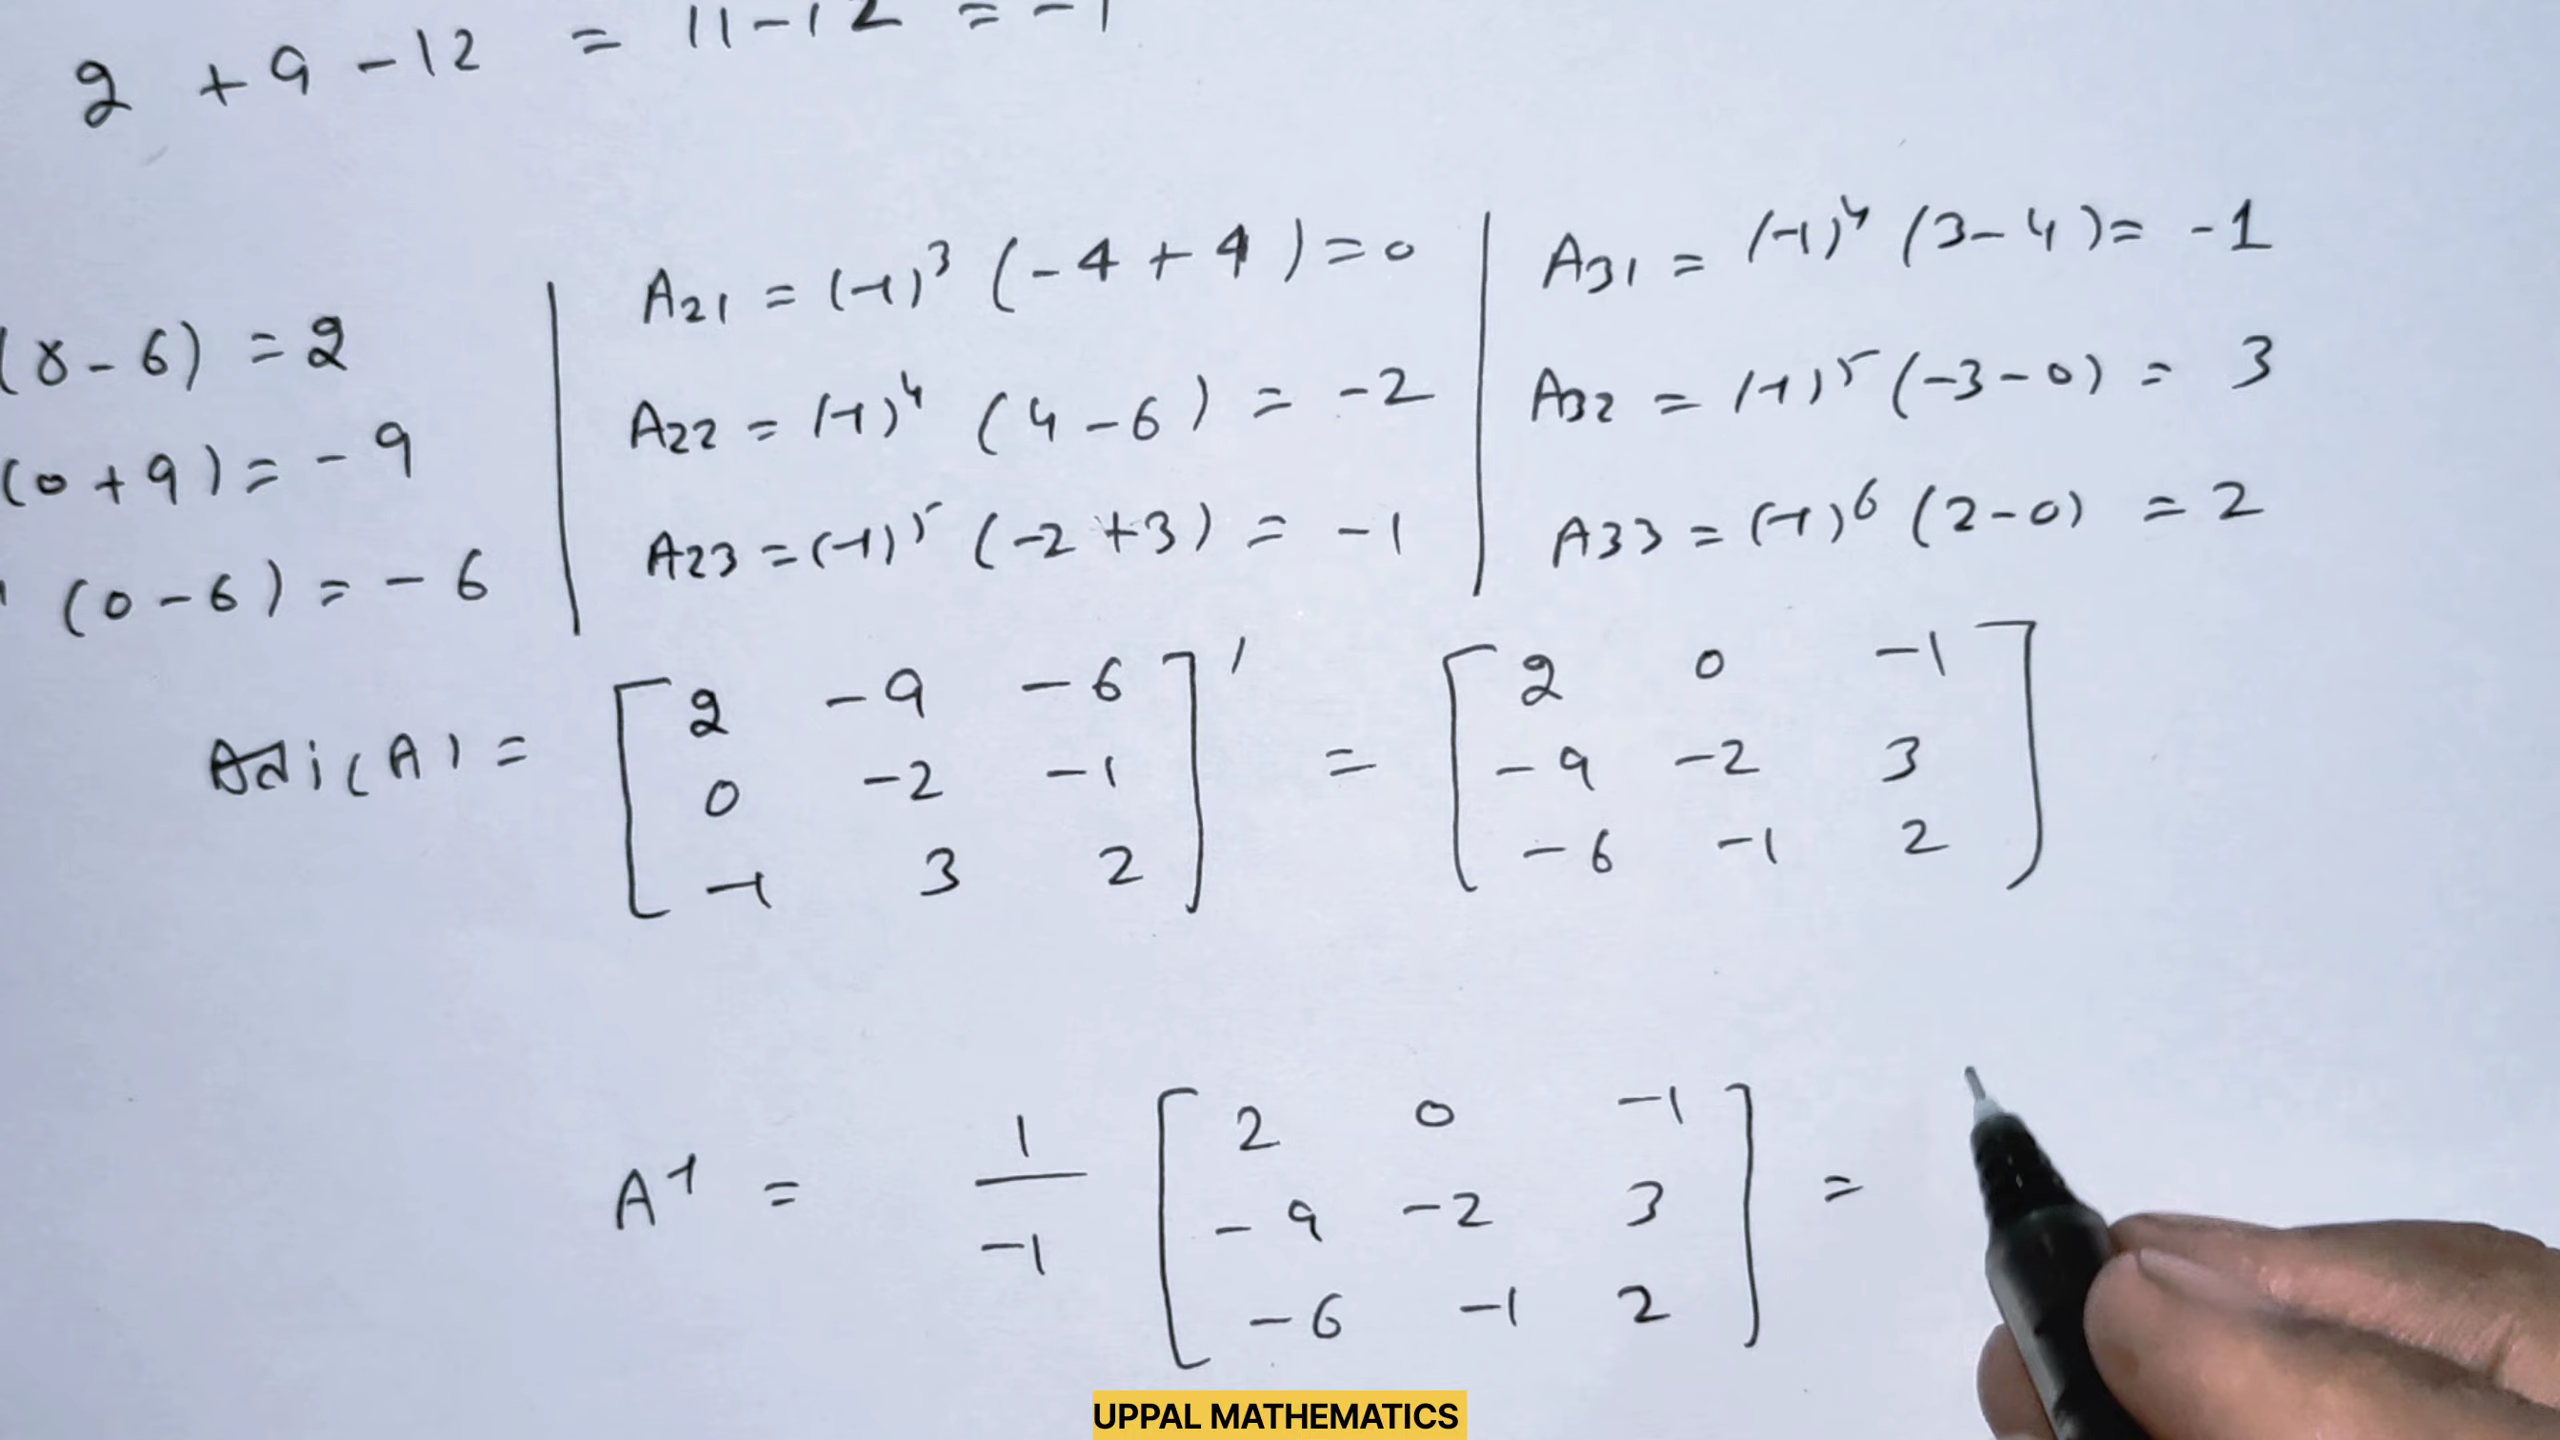 2 + 9 - 12 = 11 - 12 = -1
(8-6) = 2
(0+9) = -9
(0-6) = -6
A21 = (-1)³ (-4+4) = 0
A22 = (-1)⁴ (4-6) = -2
A23 = (-1)⁵ (-2+3) = -1
A31 = (-1)⁴ (3-4) = -1
A32 = (-1)⁵ (-3-0) = 3
A33 = (-1)⁶ (2-0) = 2
Adj(A) = [2 -9 -6]' = [2 0 -1]
[0 -2 -1] [-9 -2 3]
[-1 3 2] [-6 -1 2]
A⁻¹ = 1/-1 [2 0 -1] =
[-9 -2 3]
[-6 -1 2]
UPPAL MATHEMATICS